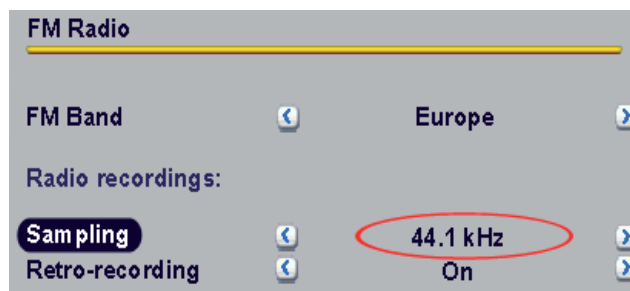 FM Radio
FM Band Europe
Radio recordings:
Sampling 44.1 kHz
Retro-recording On